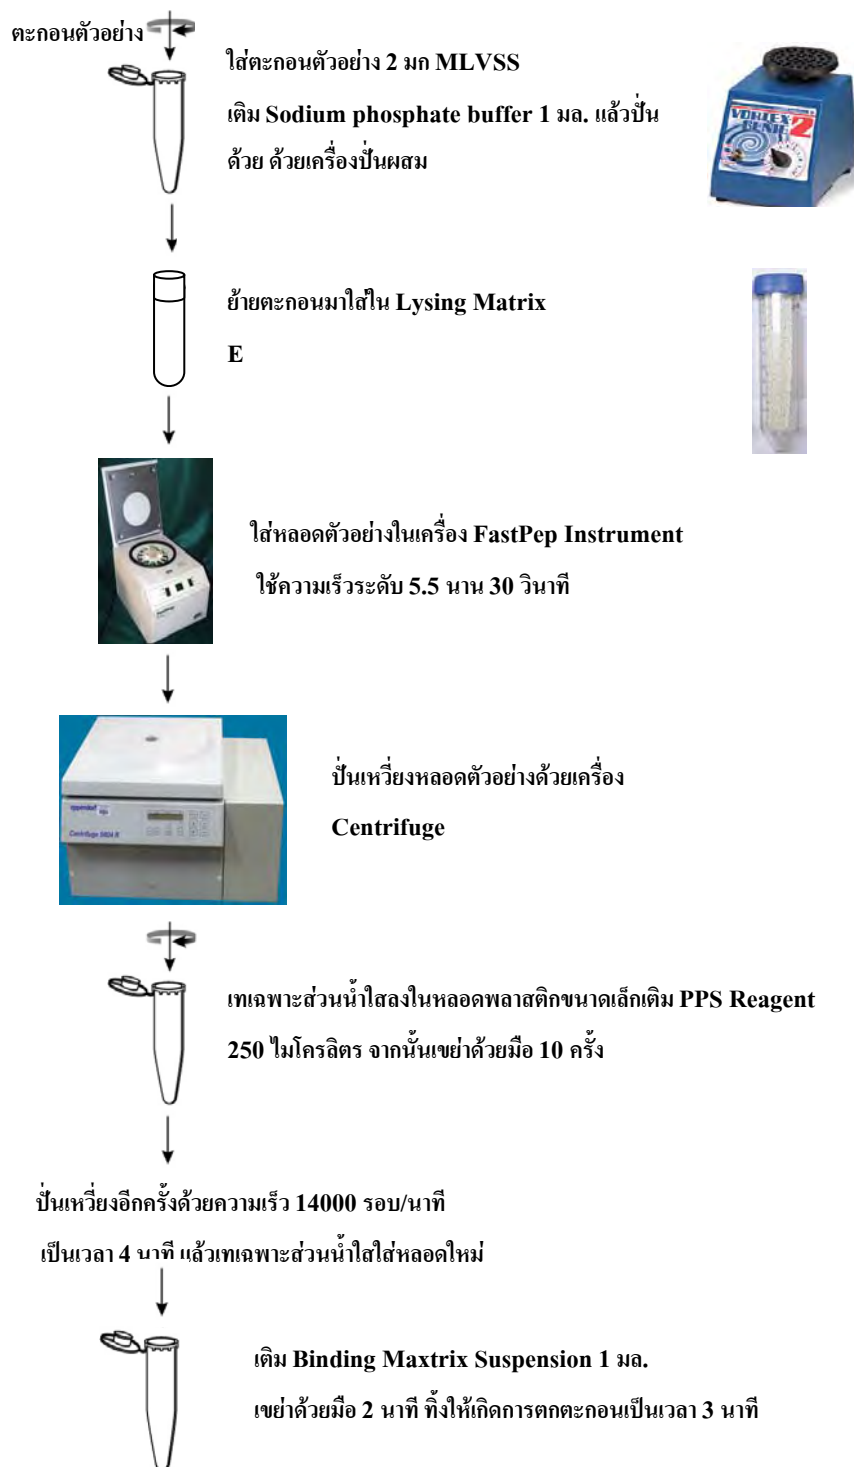 ตะกอนตัวอย่าง
ใส่ตะกอนตัวอย่าง 2 มก MLVSS
เติม Sodium phosphate buffer 1 มล. แล้วปั่น
ด้วย ด้วยเครื่องปั่นผสม
VORTEX
GENIE 2
ย้ายตะกอนมาใส่ใน Lysing Matrix
E
ใส่หลอดตัวอย่างในเครื่อง FastPep Instrument
ใช้ความเร็วระดับ 5.5 นาน 30 วินาที
ปั่นเหวี่ยงหลอดตัวอย่างด้วยเครื่อง
Centrifuge
eppendorf
Centrifuge 5804 R
เทเฉพาะส่วนน้ำใสลงในหลอดพลาสติกขนาดเล็กเติม PPS Reagent
250 ไมโครลิตร จากนั้นเขย่าด้วยมือ 10 ครั้ง
ปั่นเหวี่ยงอีกครั้งด้วยความเร็ว 14000 รอบ/นาที
เป็นเวลา 4 นาที แล้วเทเฉพาะส่วนน้ำใสใส่หลอดใหม่
เติม Binding Maxtrix Suspension 1 มล.
เขย่าด้วยมือ 2 นาที ทิ้งให้เกิดการตกตะกอนเป็นเวลา 3 นาที